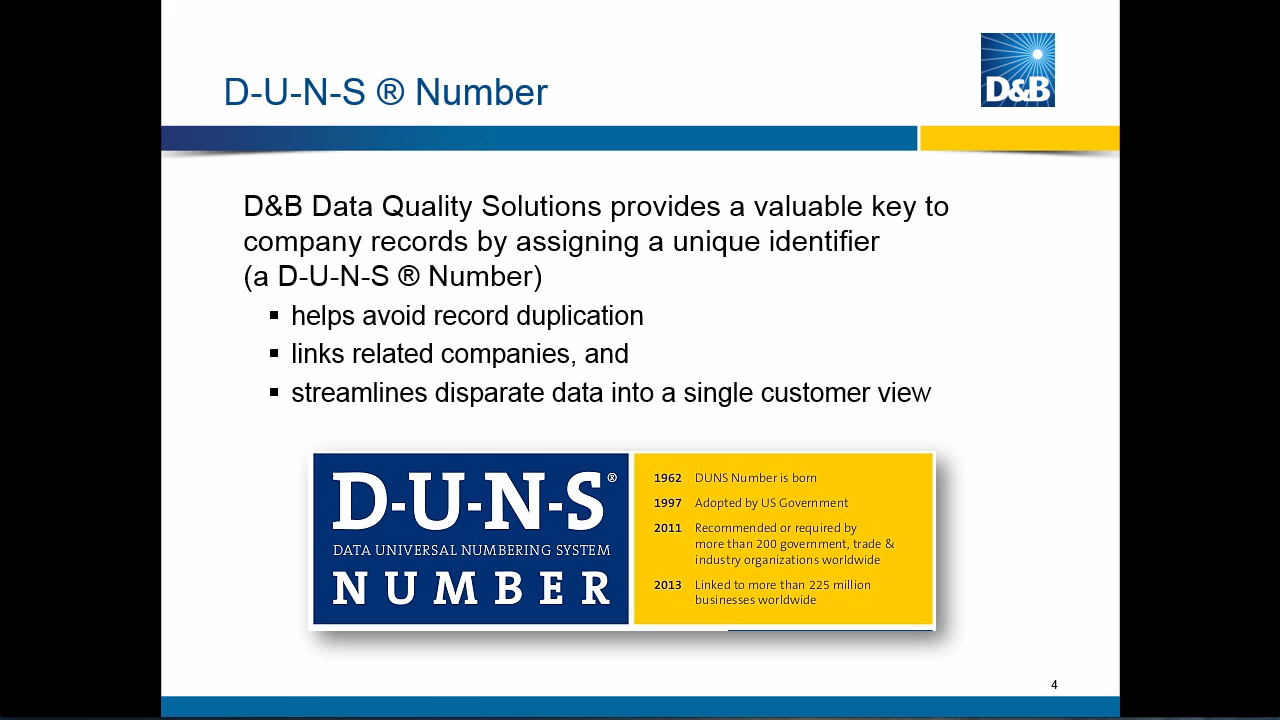 D-U-N-S ® Number
D&B
D&B Data Quality Solutions provides a valuable key to
company records by assigning a unique identifier
(a D-U-N-S ® Number)
▪ helps avoid record duplication
▪ links related companies, and
▪ streamlines disparate data into a single customer view
D-U-N-S®
DATA UNIVERSAL NUMBERING SYSTEM
NUMBER
1962 DUNS Number is born
1997 Adopted by US Government
2011 Recommended or required by
more than 200 government, trade &
industry organizations worldwide
2013 Linked to more than 225 million
businesses worldwide
4